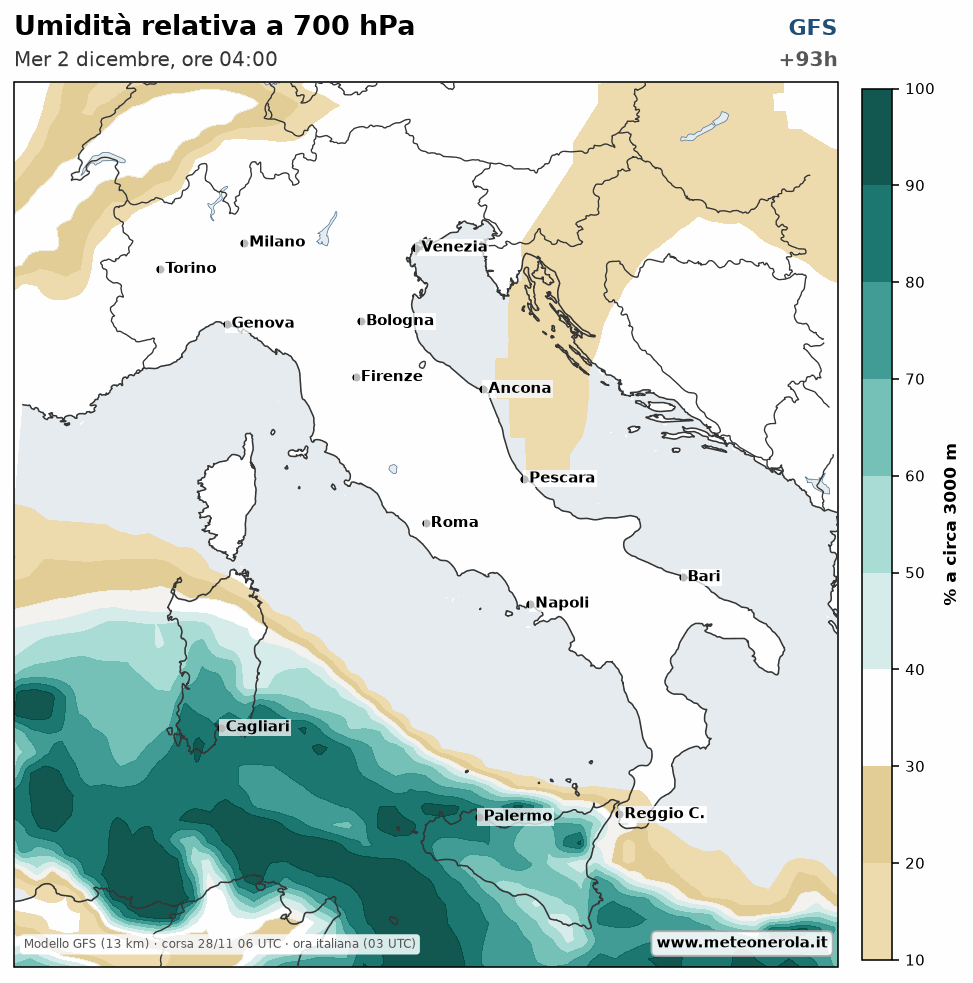 Umidità relativa a 700 hPa
GFS
Mer 2 dicembre, ore 04:00
+93h
100
90
80
70
60
50
40
30
20
10
% a circa 3000 m
Milano
Venezia
Torino
Genova
Bologna
Firenze
Ancona
Pescara
Roma
Bari
Napoli
Cagliari
Palermo
Reggio C.
Modello GFS (13 km) · corsa 28/11 06 UTC · ora italiana (03 UTC)
www.meteonerola.it